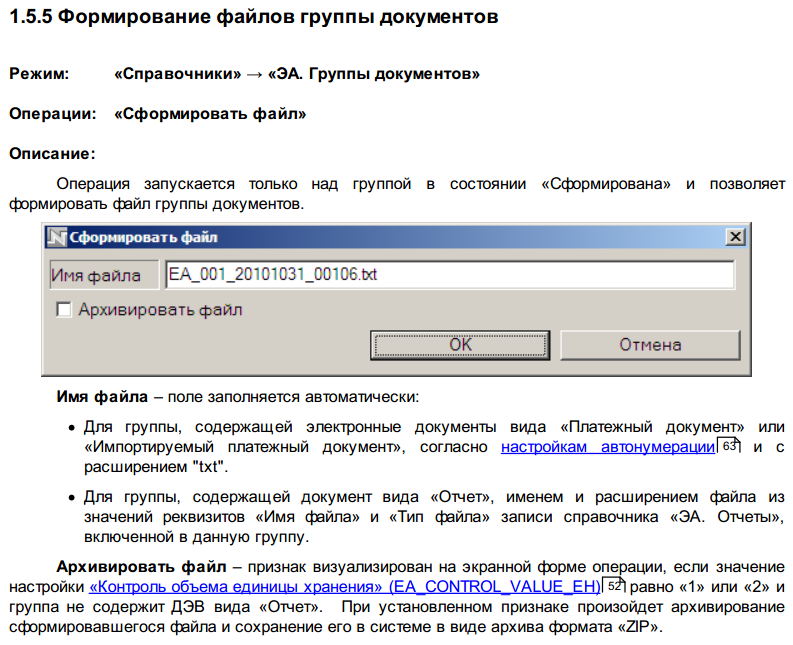 1.5.5 Формирование файлов группы документов
Режим: «Справочники» → «ЭА. Группы документов»
Операции: «Сформировать файл»
Описание:
Операция запускается только над группой в состоянии «Сформирована» и позволяет
формировать файл группы документов.
Сформировать файл
Имя файла EA_001_20101031_00106.txt
Архивировать файл
OK Отмена
Имя файла – поле заполняется автоматически:
• Для группы, содержащей электронные документы вида «Платежный документ» или
«Импортируемый платежный документ», согласно настройкам автонумерации 63 и с
расширением "txt".
• Для группы, содержащей документ вида «Отчет», именем и расширением файла из
значений реквизитов «Имя файла» и «Тип файла» записи справочника «ЭА. Отчеты»,
включенной в данную группу.
Архивировать файл – признак визуализирован на экранной форме операции, если значение
настройки «Контроль объема единицы хранения» (EA_CONTROL_VALUE_EH) 52 равно «1» или «2» и
группа не содержит ДЭВ вида «Отчет». При установленном признаке произойдет архивирование
сформировавшегося файла и сохранение его в системе в виде архива формата «ZIP».